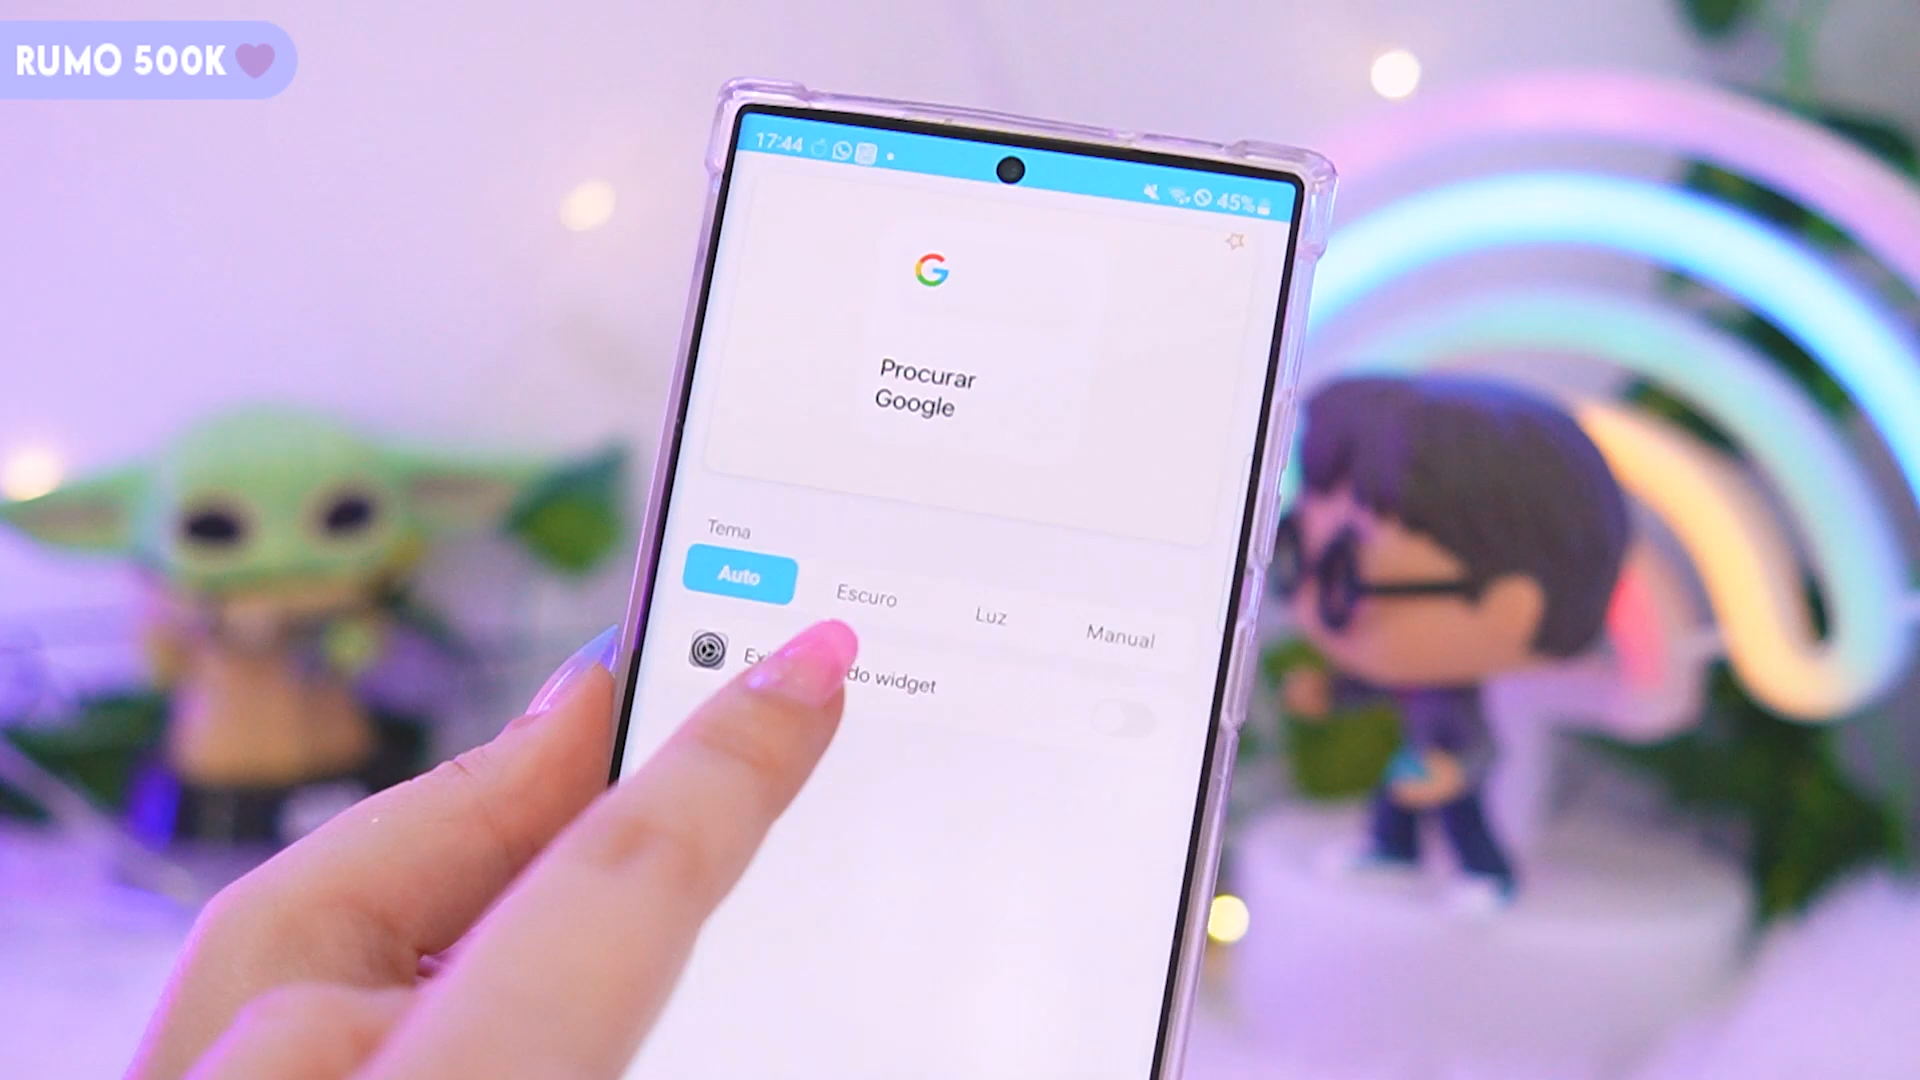 RUMO 500K
17:44
45%
G
Procurar
Google
Tema
Auto
Escuro
Luz
Manual
do widget